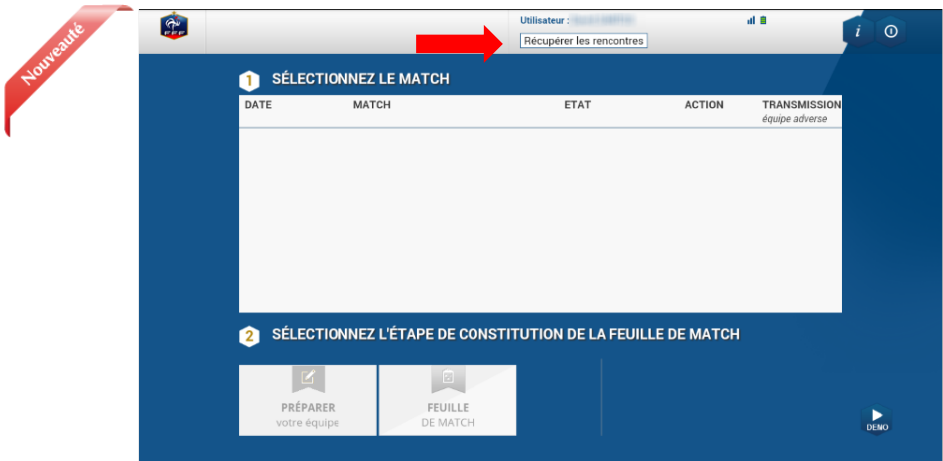 Nouveauté
FFF
Utilisateur :
Récupérer les rencontres
i
1 SÉLECTIONNEZ LE MATCH
DATE MATCH ETAT ACTION TRANSMISSION
équipe adverse
2 SÉLECTIONNEZ L'ÉTAPE DE CONSTITUTION DE LA FEUILLE DE MATCH
PRÉPARER
votre équipe
FEUILLE
DE MATCH
DEMO